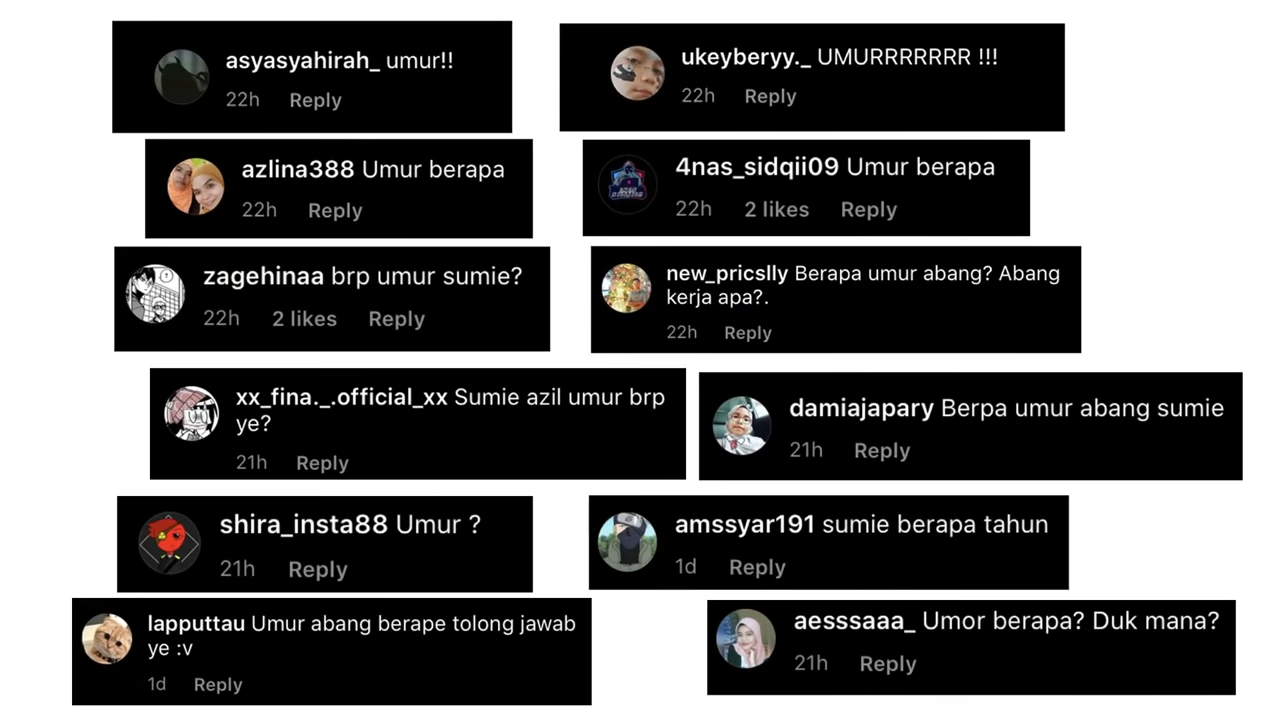 asyasyahirah_ umur!!
22h Reply
ukeyberyy._ UMURRRRRRR !!!
22h Reply
azlina388 Umur berapa
22h Reply
4nas_sidqii09 Umur berapa
22h 2 likes Reply
zagehinaa brp umur sumie?
22h 2 likes Reply
new_pricslly Berapa umur abang? Abang
kerja apa?.
22h Reply
xx_fina._.official_xx Sumie azil umur brp
ye?
21h Reply
damiajapary Berpa umur abang sumie
21h Reply
shira_insta88 Umur ?
21h Reply
amssyar191 sumie berapa tahun
1d Reply
lapputtau Umur abang berape tolong jawab
ye :v
1d Reply
aesssaaa_ Umor berapa? Duk mana?
21h Reply